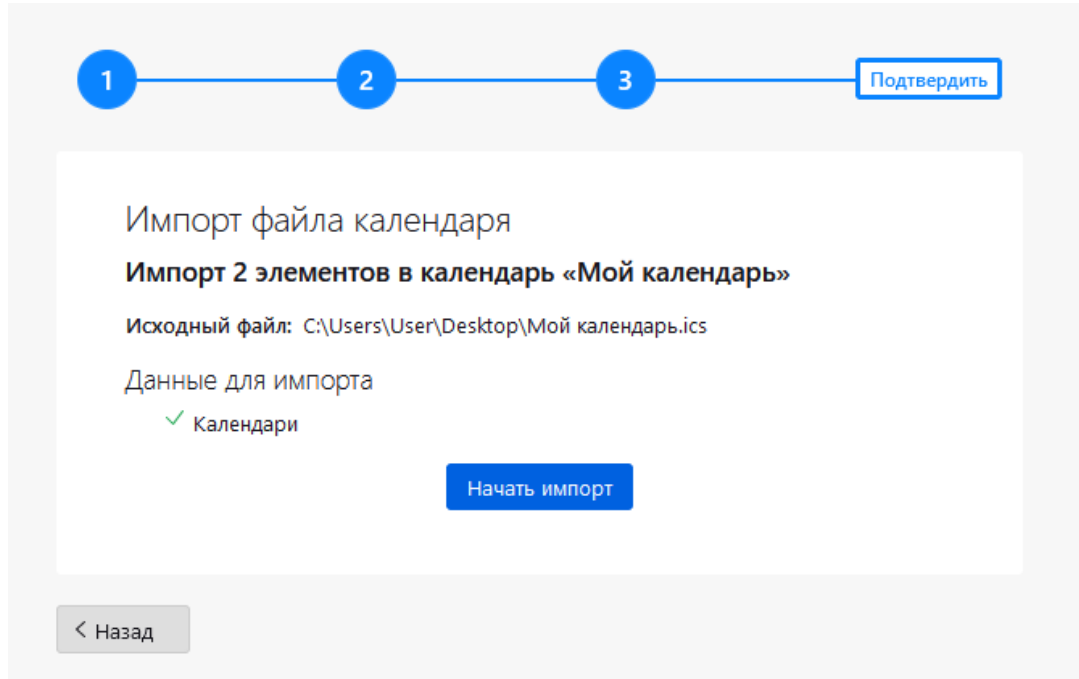 1 2 3 Подтвердить
Импорт файла календаря
Импорт 2 элементов в календарь «Мой календарь»
Исходный файл: C:\Users\User\Desktop\Мой календарь.ics
Данные для импорта
Календари
Начать импорт
Назад